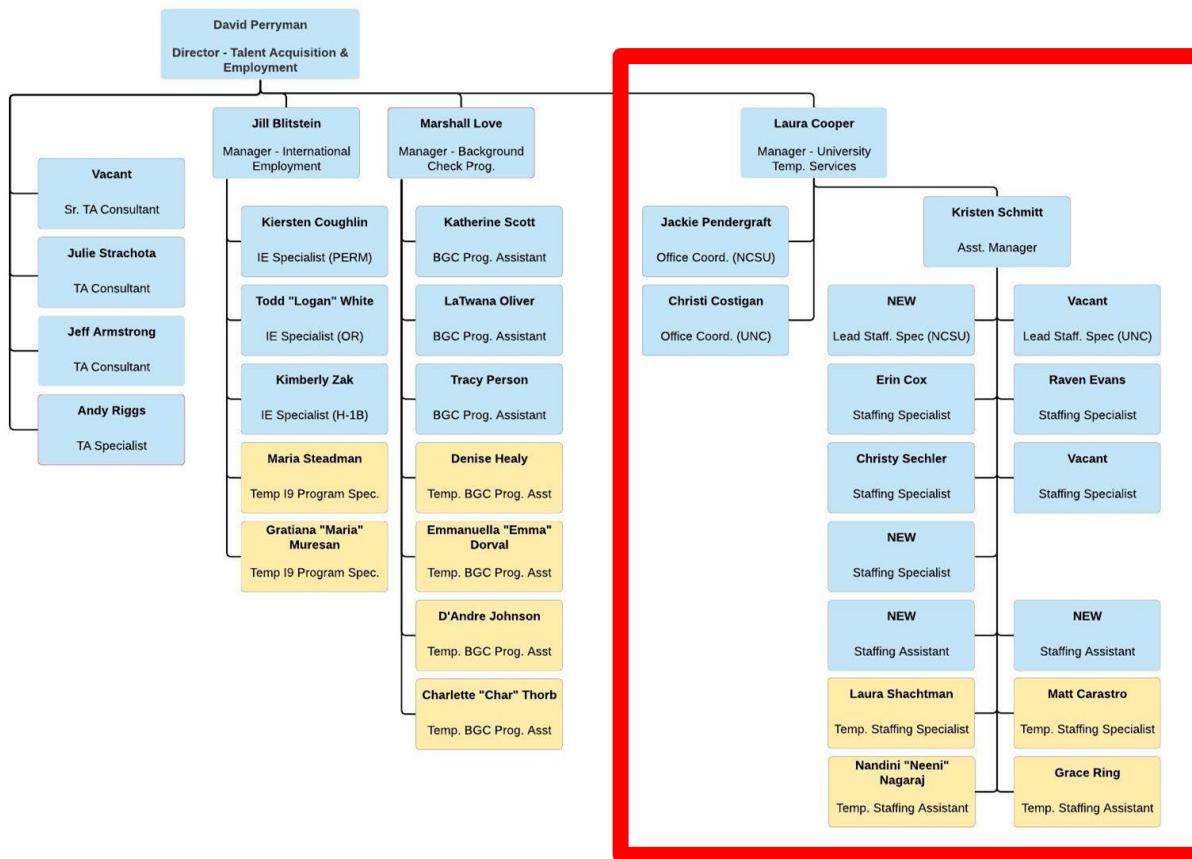 David Perryman
Director - Talent Acquisition &
Employment
Vacant
Sr. TA Consultant
Julie Strachota
TA Consultant
Jeff Armstrong
TA Consultant
Andy Riggs
TA Specialist
Jill Blitstein
Manager - International
Employment
Kiersten Coughlin
IE Specialist (PERM)
Todd "Logan" White
IE Specialist (OR)
Kimberly Zak
IE Specialist (H-1B)
Maria Steadman
Temp I9 Program Spec.
Gratiana "Maria"
Muresan
Temp I9 Program Spec.
Marshall Love
Manager - Background
Check Prog.
Katherine Scott
BGC Prog. Assistant
LaTwana Oliver
BGC Prog. Assistant
Tracy Person
BGC Prog. Assistant
Denise Healy
Temp. BGC Prog. Asst
Emmanuella "Emma"
Dorval
Temp. BGC Prog. Asst
D'Andre Johnson
Temp. BGC Prog. Asst
Charlette "Char" Thorb
Temp. BGC Prog. Asst
Laura Cooper
Manager - University
Temp. Services
Jackie Pendergraft
Office Coord. (NCSU)
Christi Costigan
Office Coord. (UNC)
Kristen Schmitt
Asst. Manager
NEW
Lead Staff. Spec (NCSU)
Vacant
Lead Staff. Spec (UNC)
Erin Cox
Staffing Specialist
Raven Evans
Staffing Specialist
Christy Sechler
Staffing Specialist
Vacant
Staffing Specialist
NEW
Staffing Specialist
NEW
Staffing Assistant
NEW
Staffing Assistant
Laura Shachtman
Temp. Staffing Specialist
Matt Carastro
Temp. Staffing Specialist
Nandini "Neeni"
Nagaraj
Temp. Staffing Assistant
Grace Ring
Temp. Staffing Assistant